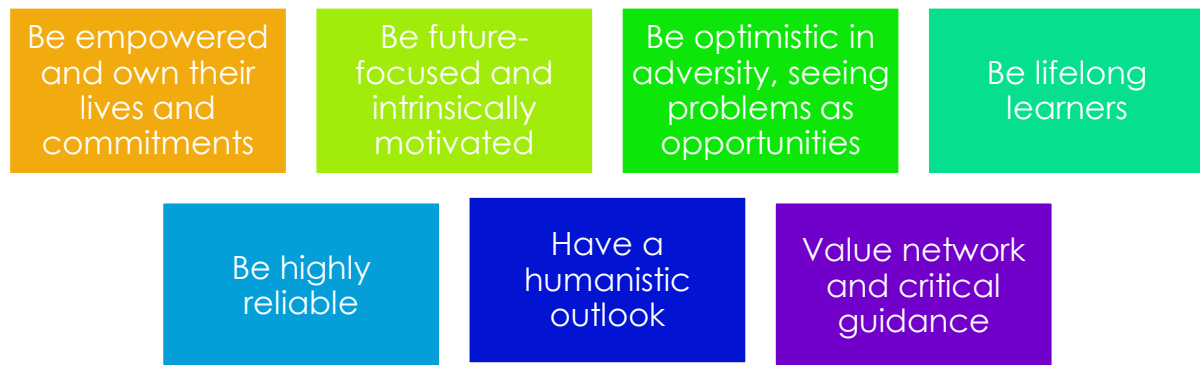 Be empowered
and own their
lives and
commitments
Be future-
focused and
intrinsically
motivated
Be optimistic in
adversity, seeing
problems as
opportunities
Be lifelong
learners
Be highly
reliable
Have a
humanistic
outlook
Value network
and critical
guidance